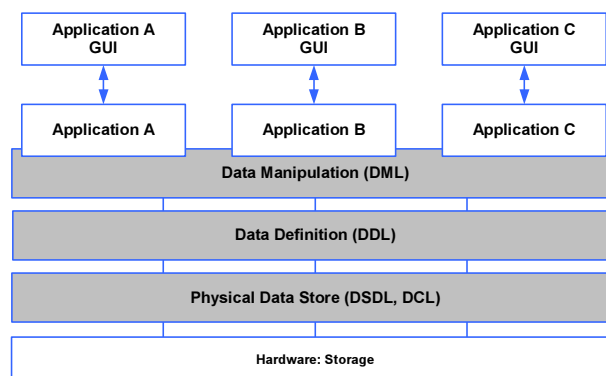 Application A
GUI
Application B
GUI
Application C
GUI
Application A
Application B
Application C
Data Manipulation (DML)
Data Definition (DDL)
Physical Data Store (DSDL, DCL)
Hardware: Storage